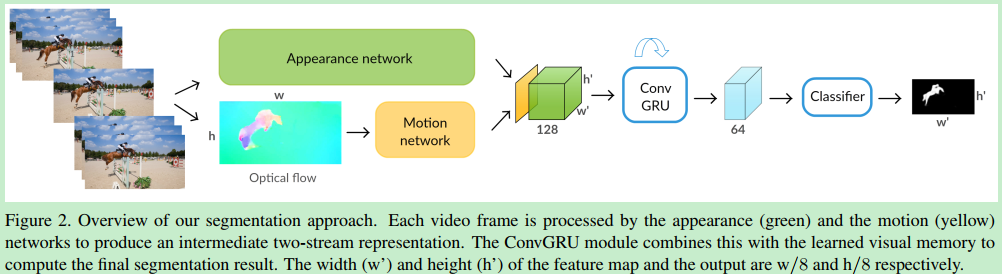 Appearance network
w
h
Optical flow
Motion
network
h'
w'
128
Conv
GRU
64
Classifier
h'
w'
Figure 2. Overview of our segmentation approach. Each video frame is processed by the appearance (green) and the motion (yellow)
networks to produce an intermediate two-stream representation. The ConvGRU module combines this with the learned visual memory to
compute the final segmentation result. The width (w’) and height (h’) of the feature map and the output are w/8 and h/8 respectively.